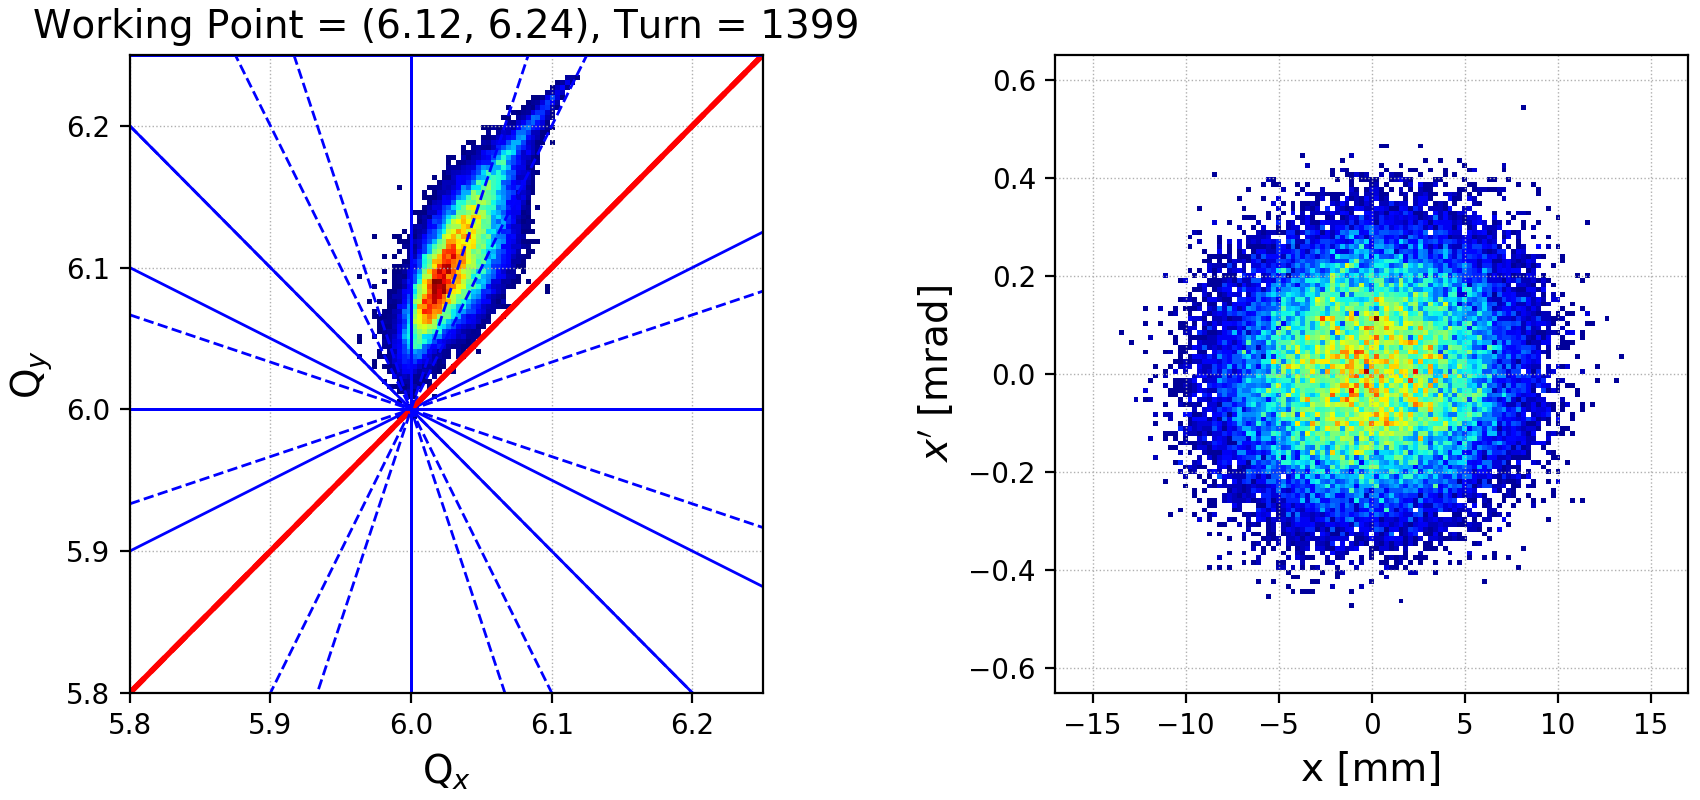 Working Point = (6.12, 6.24), Turn = 1399
6.2
6.1
6.0
5.9
5.8
Qy
5.8 5.9 6.0 6.1 6.2
Qx
0.6
0.4
0.2
0.0
−0.2
−0.4
−0.6
x′ [mrad]
−15 −10 −5 0 5 10 15
x [mm]